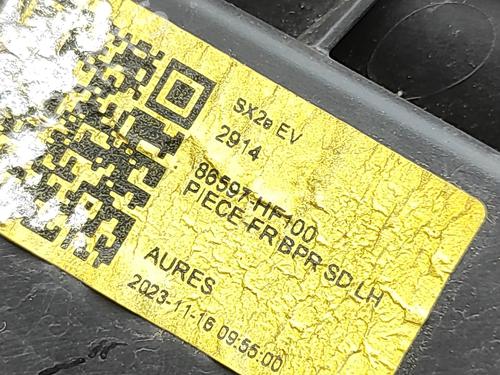 SX2e EV
2914
86597-HF100
PIECE-FR BPR SD LH
AURES
2023-11-16 09:55:00